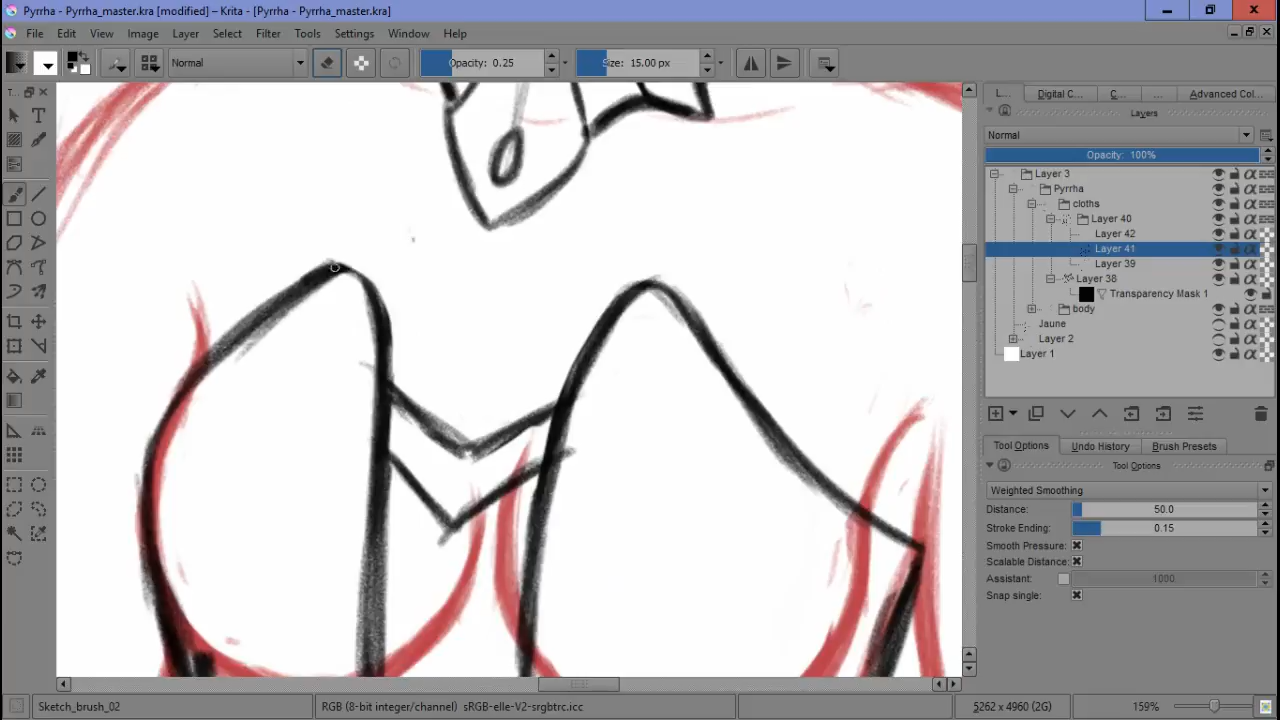 Pyrrha - Pyrrha_master.kra [modified] – Krita - [Pyrrha - Pyrrha_master.kra]
File Edit View Image Layer Select Filter Tools Settings Window Help
Normal Opacity: 0.25 Size: 15.00 px
T... L... Digital C... C... ... Advanced Col...
Layers
Normal
Opacity: 100%
Layer 3
Pyrrha
cloths
Layer 40
Layer 42
Layer 41
Layer 39
Layer 38
Transparency Mask 1
body
Jaune
Layer 2
Layer 1
Tool Options Undo History Brush Presets
Tool Options
Weighted Smoothing
Distance: 50.0
Stroke Ending: 0.15
Smooth Pressure:
Scalable Distance:
Assistant: 1000.
Snap single:
Sketch_brush_02 RGB (8-bit integer/channel) sRGB-elle-V2-srgbtrc.icc 5262 x 4960 (2G) 159%